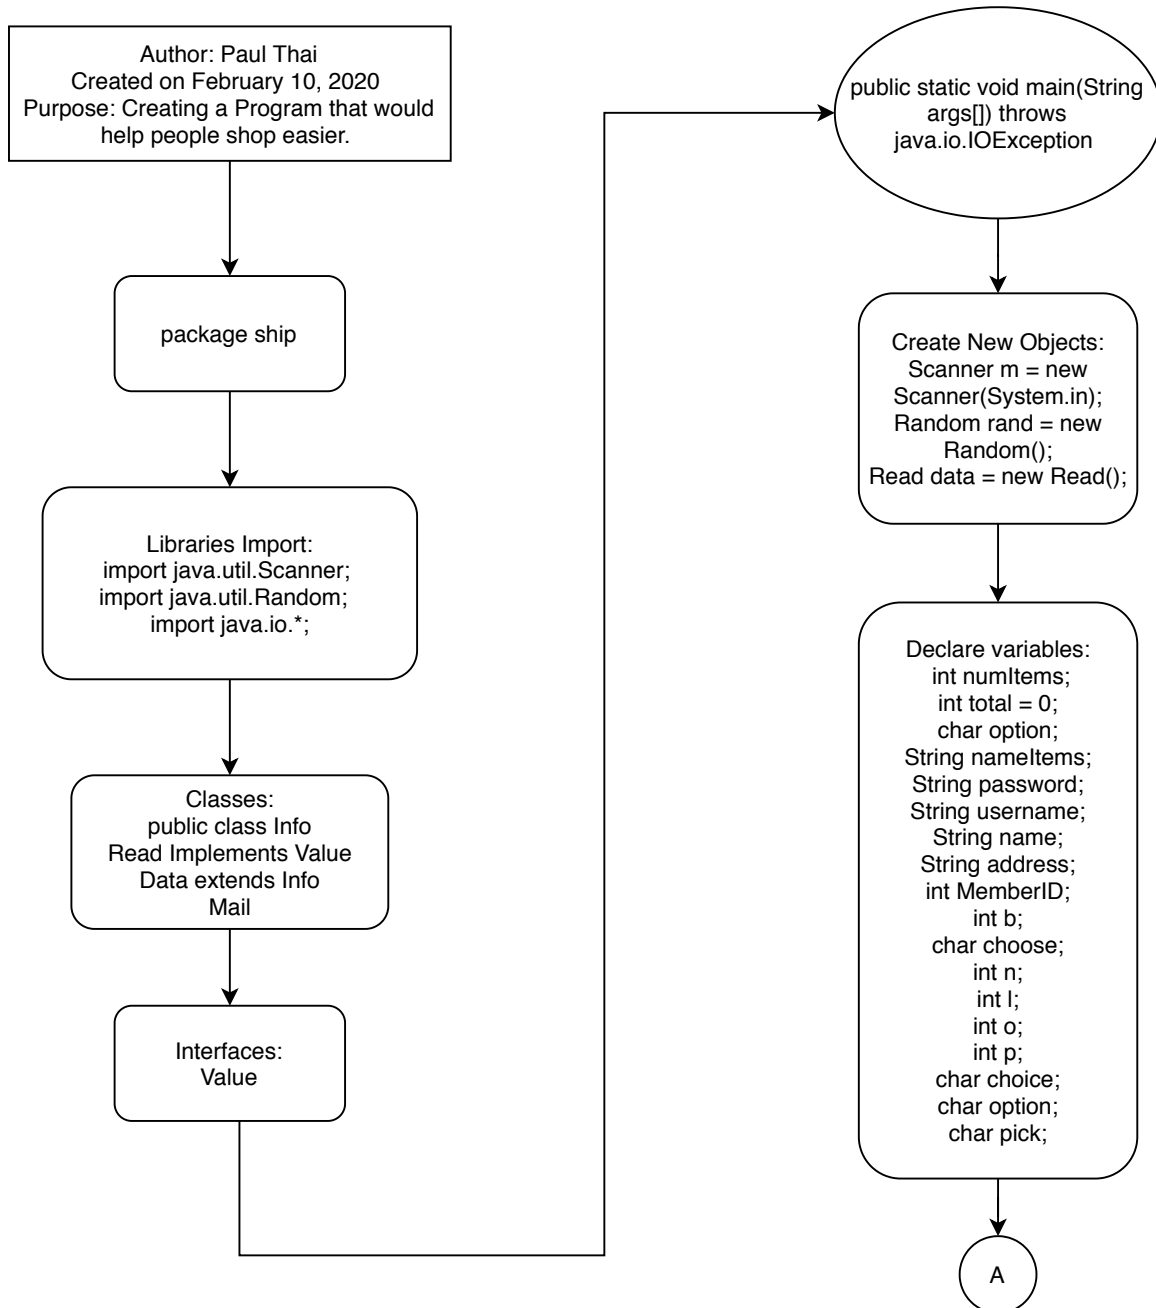 Author: Paul Thai
Created on February 10, 2020
Purpose: Creating a Program that would
help people shop easier.
package ship
Libraries Import:
import java.util.Scanner;
import java.util.Random;
import java.io.*;
Classes:
public class Info
Read Implements Value
Data extends Info
Mail
Interfaces:
Value
public static void main(String
args[]) throws
java.io.IOException
Create New Objects:
Scanner m = new
Scanner(System.in);
Random rand = new
Random();
Read data = new Read();
Declare variables:
int numItems;
int total = 0;
char option;
String nameItems;
String password;
String username;
String name;
String address;
int MemberID;
int b;
char choose;
int n;
int l;
int o;
int p;
char choice;
char option;
char pick;
A